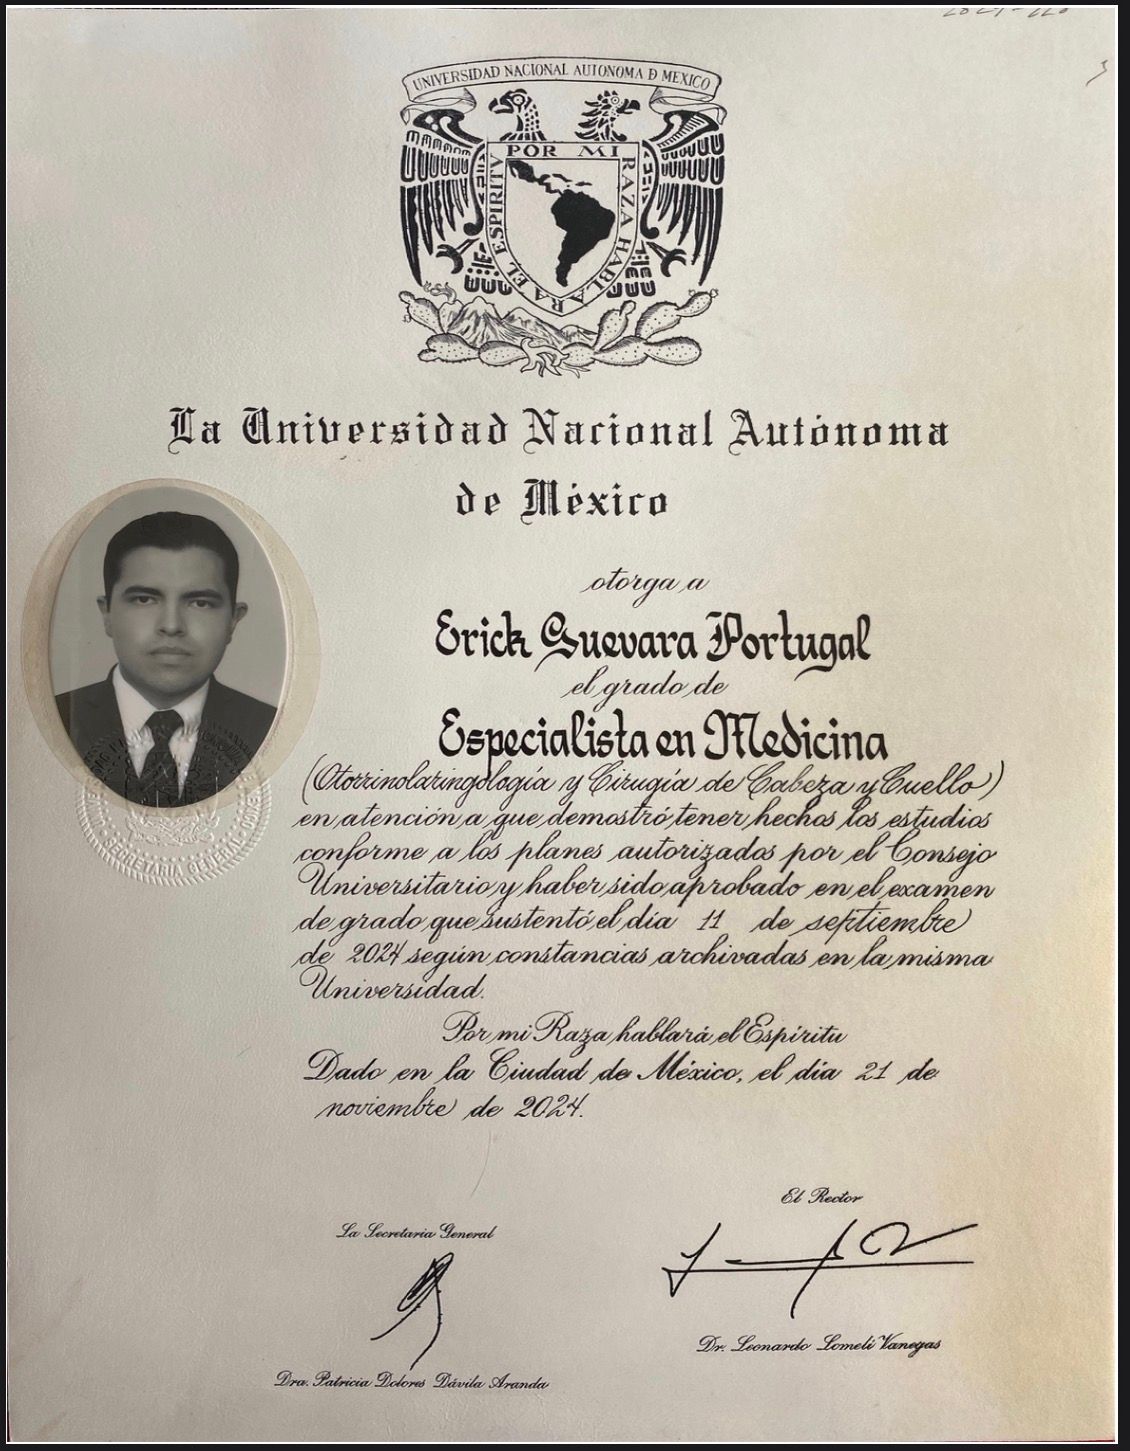 UNIVERSIDAD NACIONAL AUTONOMA D MEXICO
POR MI RAZA HABLARA EL ESPIRITV
La Universidad Nacional Autónoma
de México
otorga a
Erick Guevara Portugal
el grado de
Especialista en Medicina
(Otorrinolaringología y Cirugía de Cabeza y Cuello)
en atención a que demostró tener hechos los estudios
conforme a los planes autorizados por el Consejo
Universitario y haber sido aprobado en el examen
de grado que sustentó el día 11 de septiembre
de 2024 según constancias archivadas en la misma
Universidad.
Por mi Raza hablará el Espíritu
Dado en la Ciudad de México, el día 21 de
noviembre de 2024.
El Rector
La Secretaria General
Dr. Leonardo Lomelí Vanegas
Dra. Patricia Dolores Dávila Aranda
SECRETARIA GENERAL